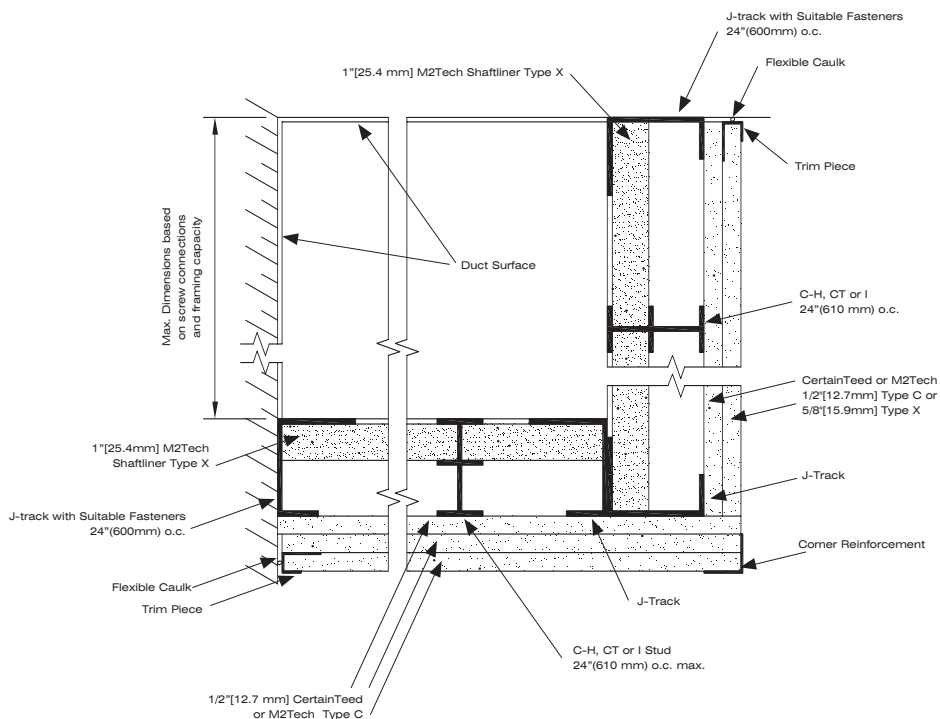 J-track with Suitable Fasteners
24"(600mm) o.c.
Flexible Caulk
1"[25.4 mm] M2Tech Shaftliner Type X
Trim Piece
Max. Dimensions based
on screw connections
and framing capacity
Duct Surface
C-H, CT or I
24"(610 mm) o.c.
CertainTeed or M2Tech
1/2"[12.7mm] Type C or
5/8"[15.9mm] Type X
1"[25.4mm] M2Tech
Shaftliner Type X
J-Track
J-track with Suitable Fasteners
24"(600mm) o.c.
Corner Reinforcement
Flexible Caulk
Trim Piece
J-Track
C-H, CT or I Stud
24"(610 mm) o.c. max.
1/2"[12.7 mm] CertainTeed
or M2Tech Type C